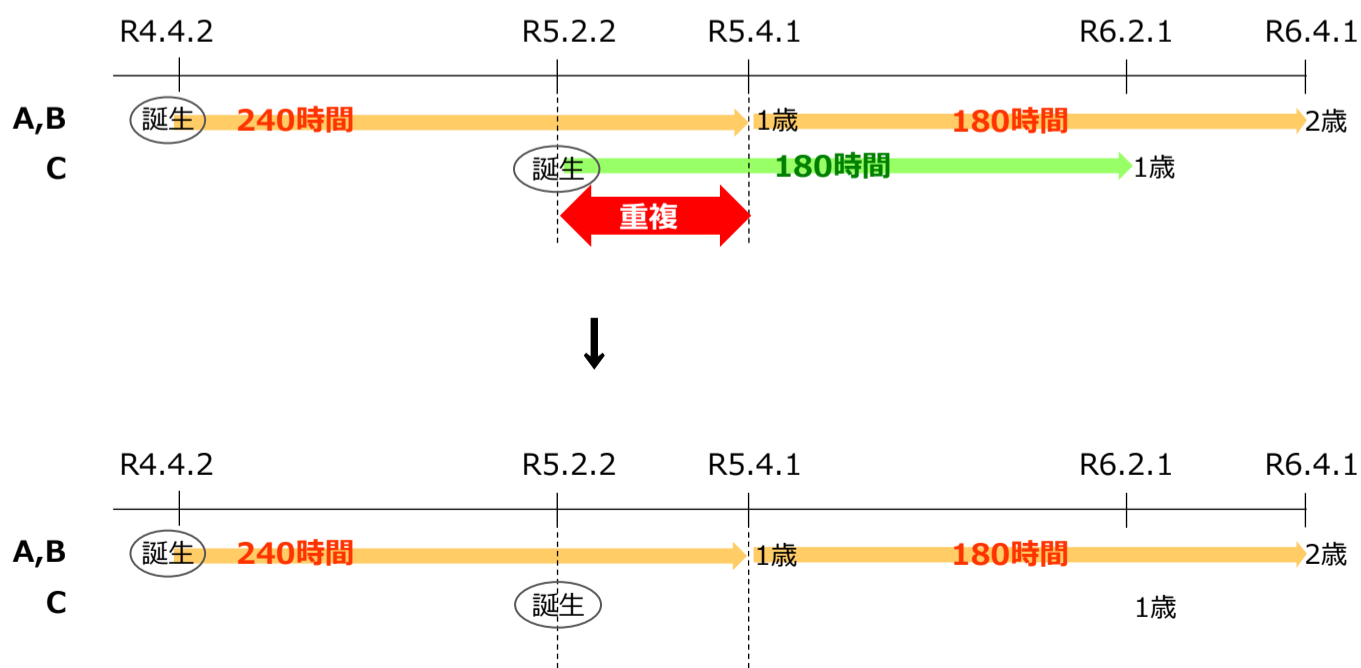 R4.4.2 R5.2.2 R5.4.1 R6.2.1 R6.4.1
A,B 誕生 240時間 1歳 180時間 2歳
C 誕生 180時間 1歳
重複
↓
R4.4.2 R5.2.2 R5.4.1 R6.2.1 R6.4.1
A,B 誕生 240時間 1歳 180時間 2歳
C 誕生 1歳